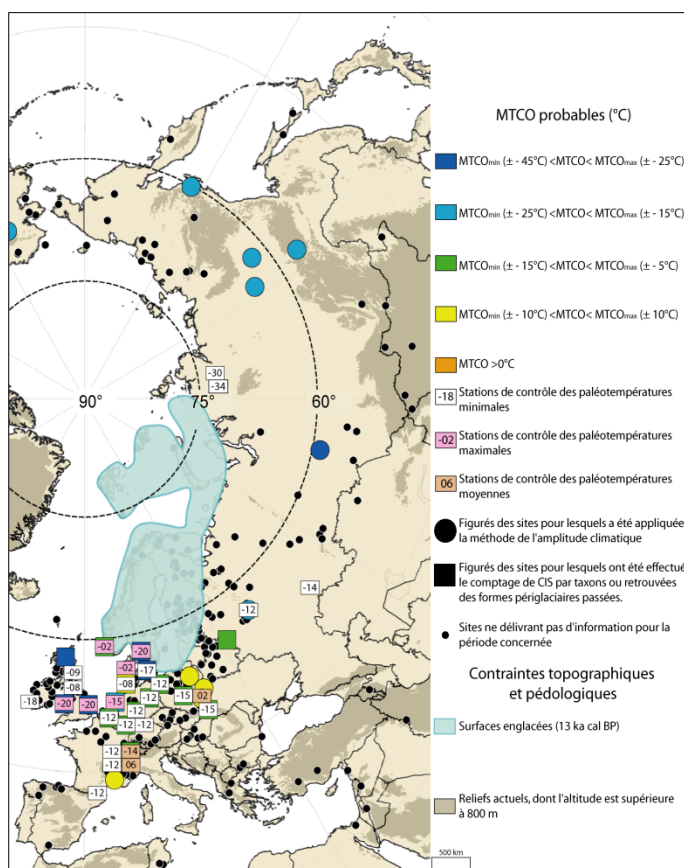 MTCO probables (°C)
MTCOmin (± - 45°C) <MTCO< MTCOmax (± - 25°C)
MTCOmin (± - 25°C) <MTCO< MTCOmax (± - 15°C)
MTCOmin (± - 15°C) <MTCO< MTCOmax (± - 5°C)
MTCOmin (± - 10°C) <MTCO< MTCOmax (± 10°C)
MTCO >0°C
-18 Stations de contrôle des paléotempératures
minimales
-02 Stations de contrôle des paléotempératures
maximales
06 Stations de contrôle des paléotempératures
moyennes
Figurés des sites pour lesquels a été appliquée
la méthode de l'amplitude climatique
Figurés des sites pour lesquels ont été effectué
le comptage de CIS par taxons ou retrouvées
des formes périglaciaires passées.
Sites ne délivrant pas d'information pour la
période concernée
Contraintes topographiques
et pédologiques
Surfaces englacées (13 ka cal BP)
Reliefs actuels, dont l'altitude est supérieure
à 800 m
500 km
-30
-34
90°
75°
60°
-14
-12
-02
-20
-09
-02
-17
-08
-08
-12
-18
-20
-20
-15
-12
-15
02
-12
-12
-15
-12
-12
-12
-14
-12
06
-12